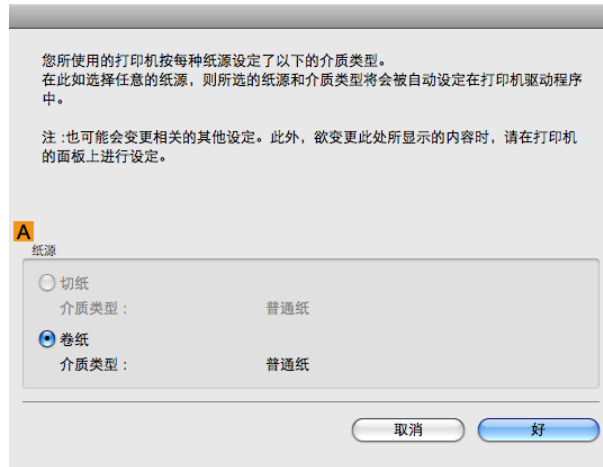 您所使用的打印机按每种纸源设定了以下的介质类型。
在此如选择任意的纸源，则所选的纸源和介质类型将会被自动设定在打印机驱动程序
中。
注 :也可能会变更相关的其他设定。此外，欲变更此处所显示的内容时，请在打印机
的面板上进行设定。
A
纸源
切纸
介质类型： 普通纸
卷纸
介质类型： 普通纸
取消 好